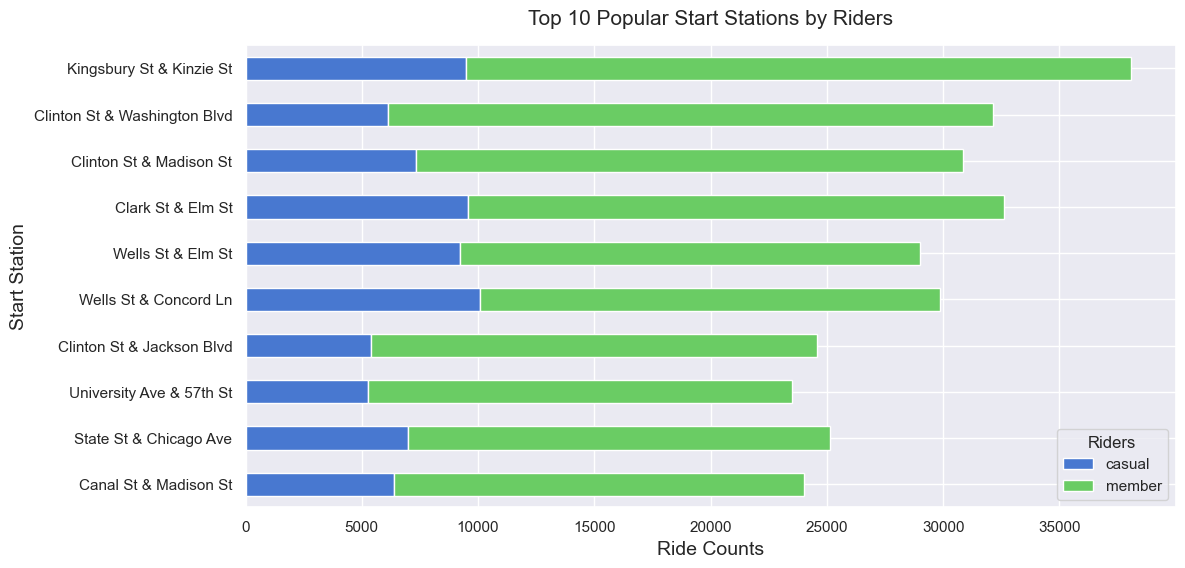 Top 10 Popular Start Stations by Riders
Start Station
Kingsbury St & Kinzie St
Clinton St & Washington Blvd
Clinton St & Madison St
Clark St & Elm St
Wells St & Elm St
Wells St & Concord Ln
Clinton St & Jackson Blvd
University Ave & 57th St
State St & Chicago Ave
Canal St & Madison St
Riders
casual
member
0 5000 10000 15000 20000 25000 30000 35000
Ride Counts